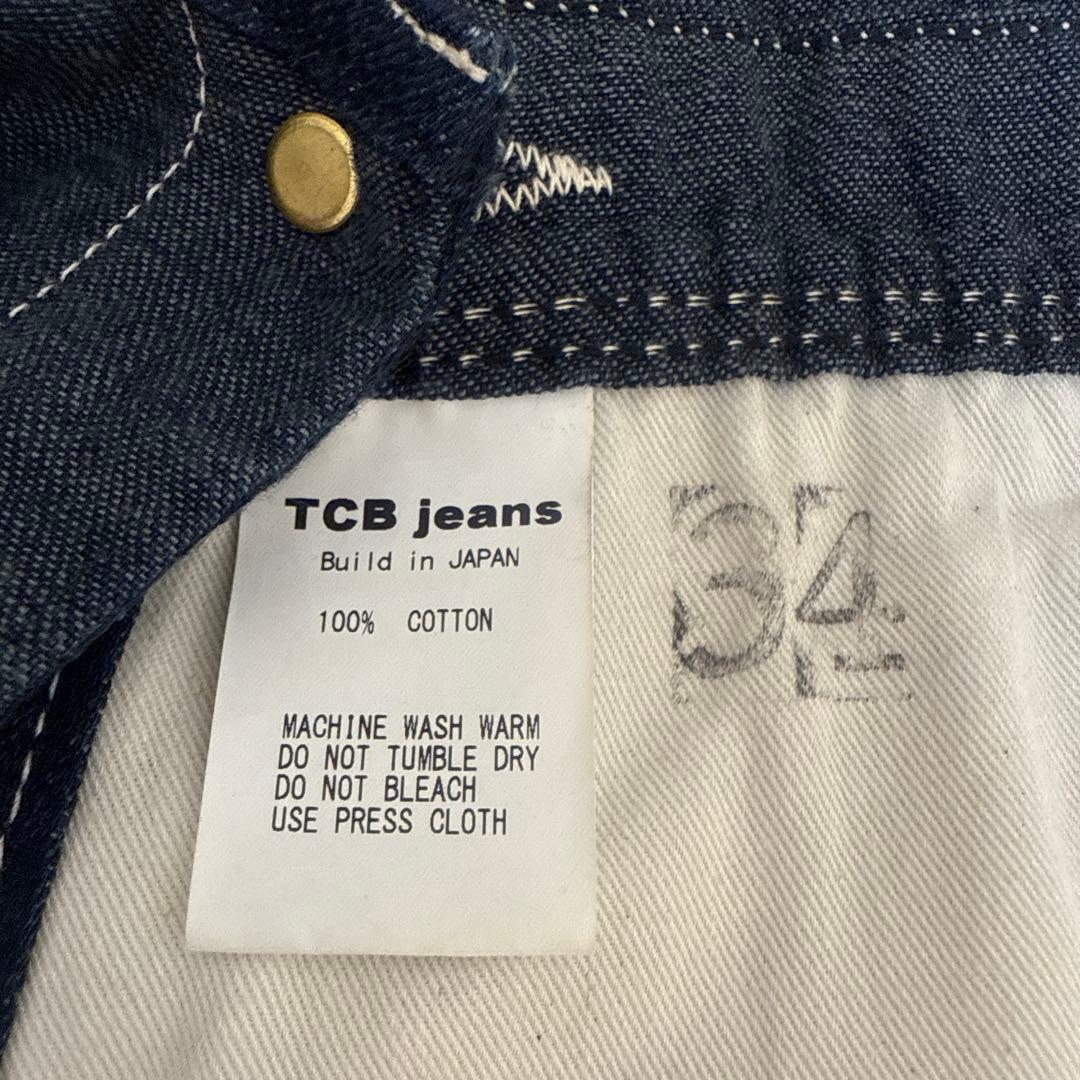 TCB jeans
Build in JAPAN
100% COTTON
MACHINE WASH WARM
DO NOT TUMBLE DRY
DO NOT BLEACH
USE PRESS CLOTH
34